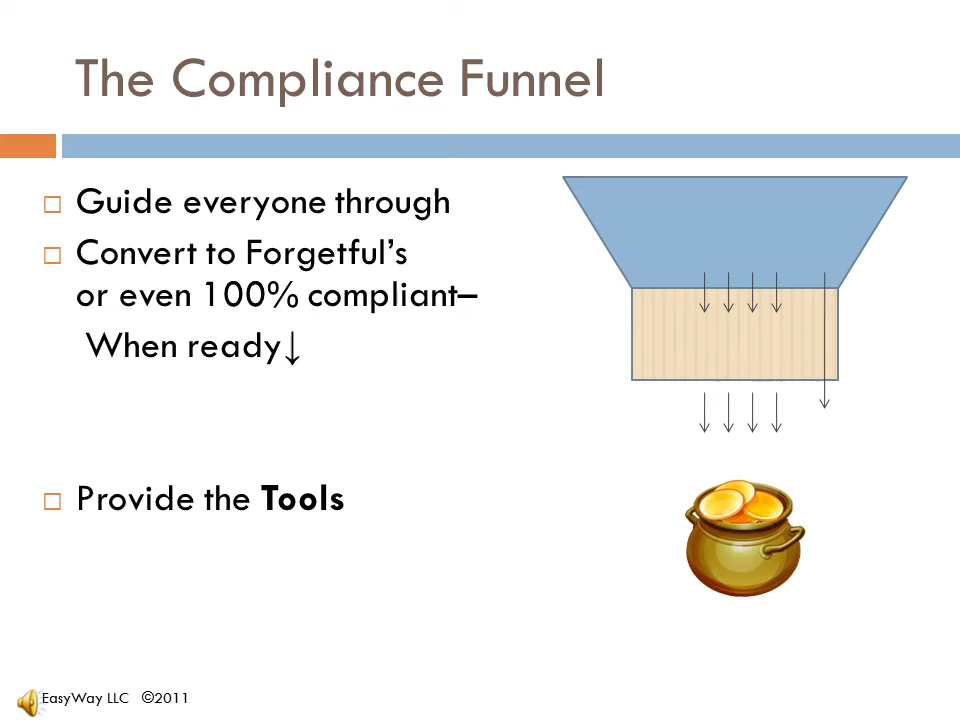 The Compliance Funnel
Guide everyone through
Convert to Forgetful’s
or even 100% compliant–
When ready↓
Provide the Tools
EasyWay LLC ©2011